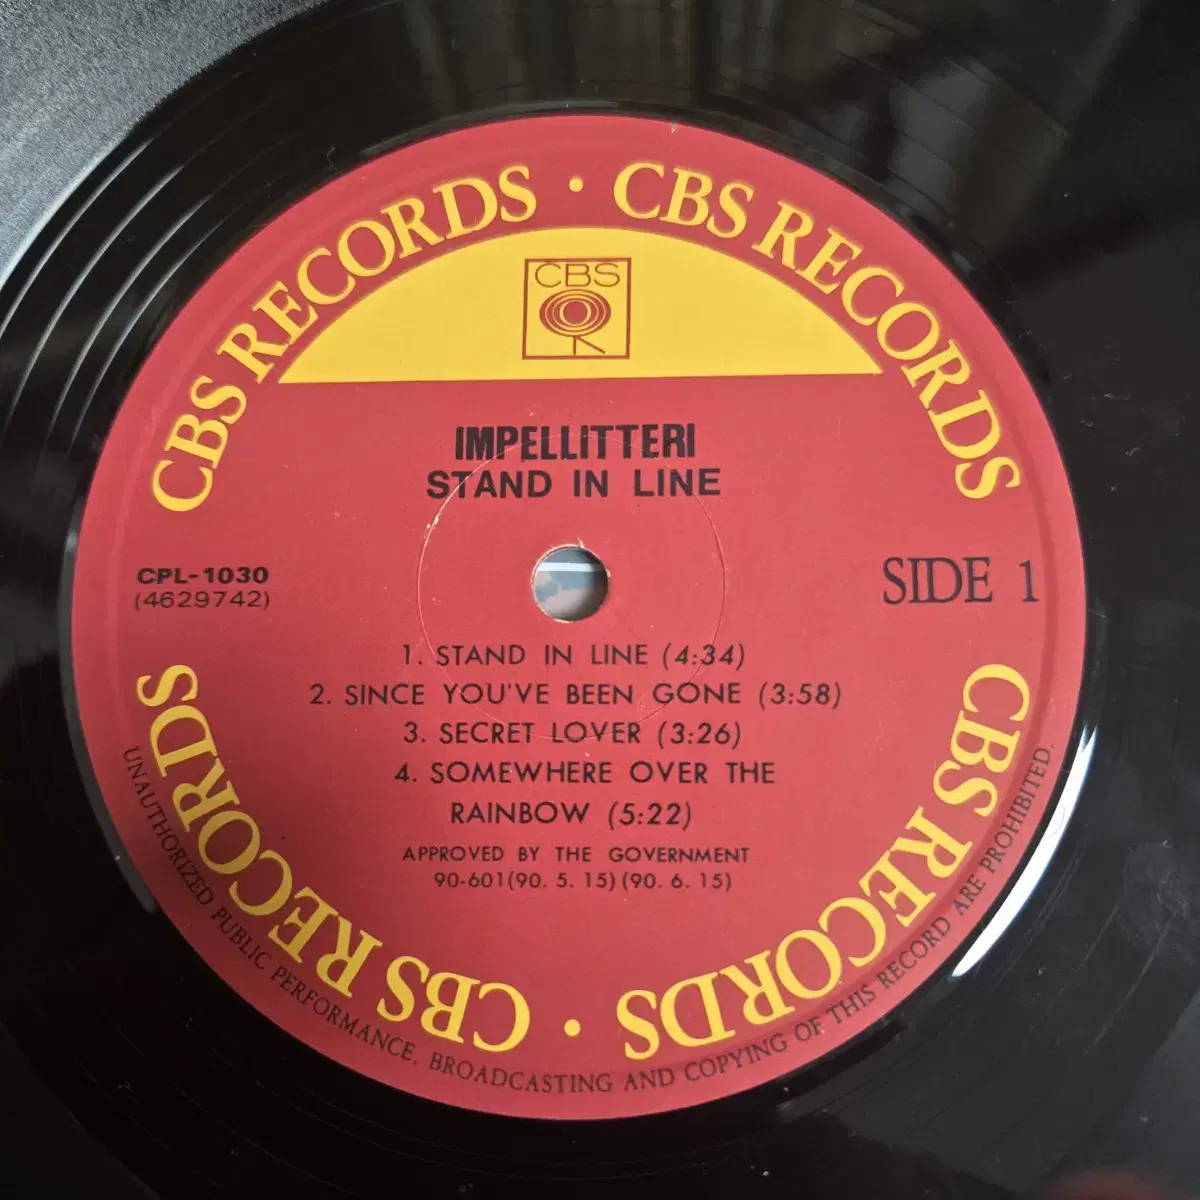 CBS RECORDS · CBS RECORDS
CBS
IMPELLITTERI
STAND IN LINE
CPL-1030
(4629742)
SIDE 1
1. STAND IN LINE (4:34)
2. SINCE YOU'VE BEEN GONE (3:58)
3. SECRET LOVER (3:26)
4. SOMEWHERE OVER THE
RAINBOW (5:22)
APPROVED BY THE GOVERNMENT
90-601(90. 5. 15)(90. 6. 15)
CBS RECORDS · CBS RECORDS
UNAUTHORIZED PUBLIC PERFORMANCE, BROADCASTING AND COPYING OF THIS RECORD ARE PROHIBITED.